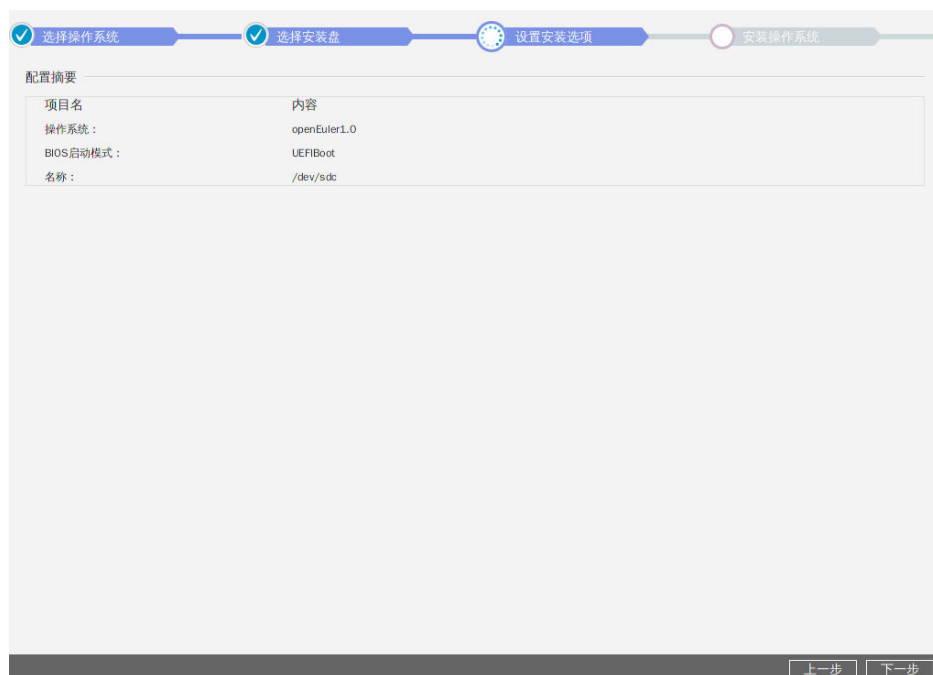 选择操作系统 选择安装盘 设置安装选项 安装操作系统
配置摘要
项目名 内容
操作系统： openEuler1.0
BIOS启动模式： UEFIBoot
名称： /dev/sdc
上一步 下一步